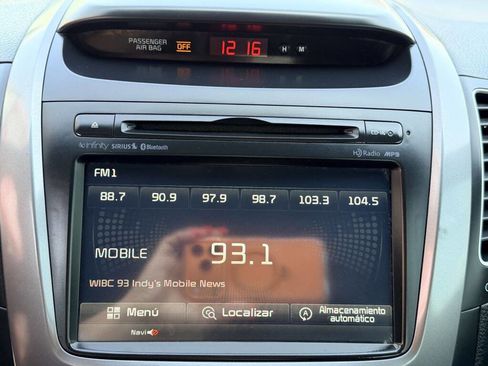 PASSENGER
AIR BAG OFF 12:16 H M
CD-IN
infinity SIRIUS Bluetooth HD Radio MP3
FM1
88.7 90.9 97.9 98.7 103.3 104.5
MOBILE 93.1
WIBC 93 Indy's Mobile News
Menú Localizar A Almacenamiento
automático
Navi